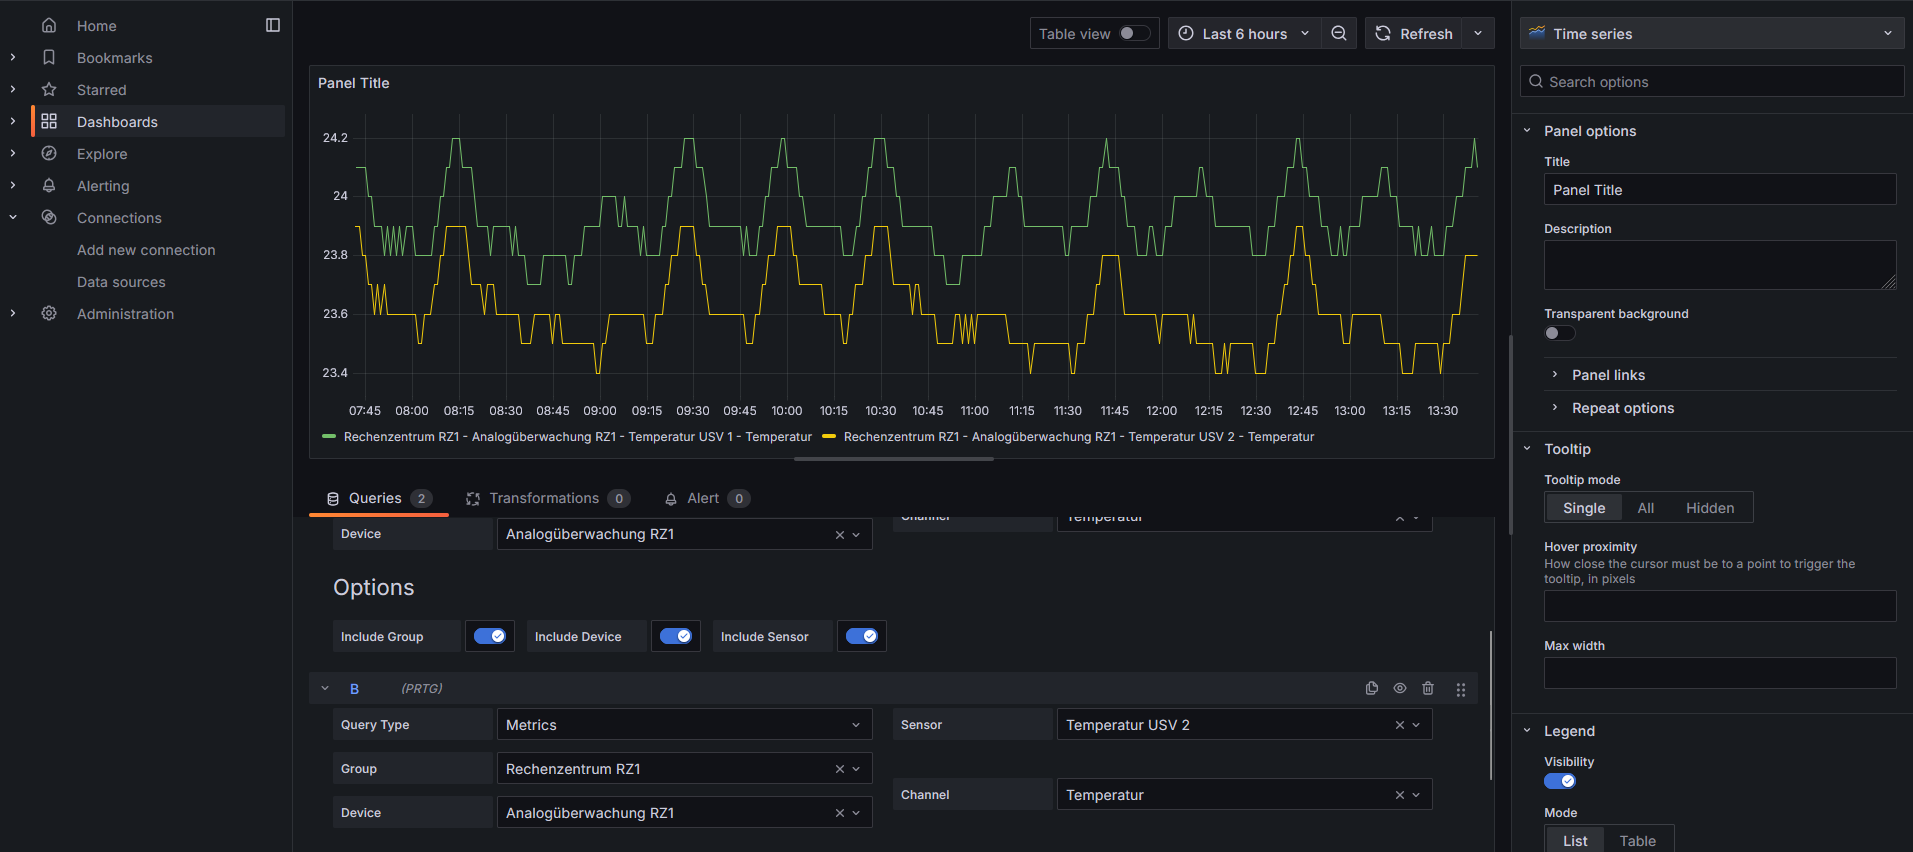 Home
Bookmarks
Starred
Dashboards
Explore
Alerting
Connections
Add new connection
Data sources
Administration
Table view
Last 6 hours
Refresh
Panel Title
24.2
24
23.8
23.6
23.4
07:45 08:00 08:15 08:30 08:45 09:00 09:15 09:30 09:45 10:00 10:15 10:30 10:45 11:00 11:15 11:30 11:45 12:00 12:15 12:30 12:45 13:00 13:15 13:30
Rechenzentrum RZ1 - Analogüberwachung RZ1 - Temperatur USV 1 - Temperatur Rechenzentrum RZ1 - Analogüberwachung RZ1 - Temperatur USV 2 - Temperatur
Queries 2 Transformations 0 Alert 0
Channel Temperatur
Device Analogüberwachung RZ1
Options
Include Group Include Device Include Sensor
B (PRTG)
Query Type Metrics Sensor Temperatur USV 2
Group Rechenzentrum RZ1
Channel Temperatur
Device Analogüberwachung RZ1
Time series
Search options
Panel options
Title
Panel Title
Description
Transparent background
Panel links
Repeat options
Tooltip
Tooltip mode
Single All Hidden
Hover proximity
How close the cursor must be to a point to trigger the
tooltip, in pixels
Max width
Legend
Visibility
Mode
List Table